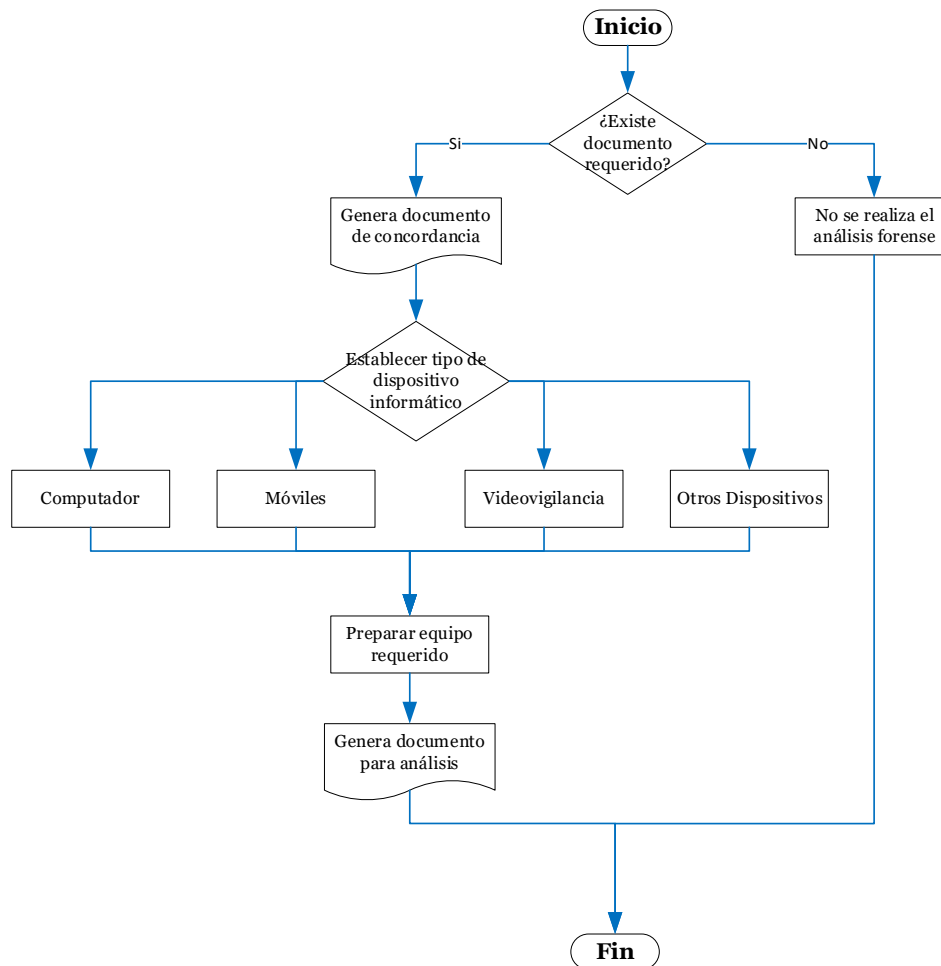 Inicio
¿Existe
documento
requerido?
Si
No
Genera documento
de concordancia
No se realiza el
análisis forense
Establecer tipo de
dispositivo
informático
Computador
Móviles
Videovigilancia
Otros Dispositivos
Preparar equipo
requerido
Genera documento
para análisis
Fin